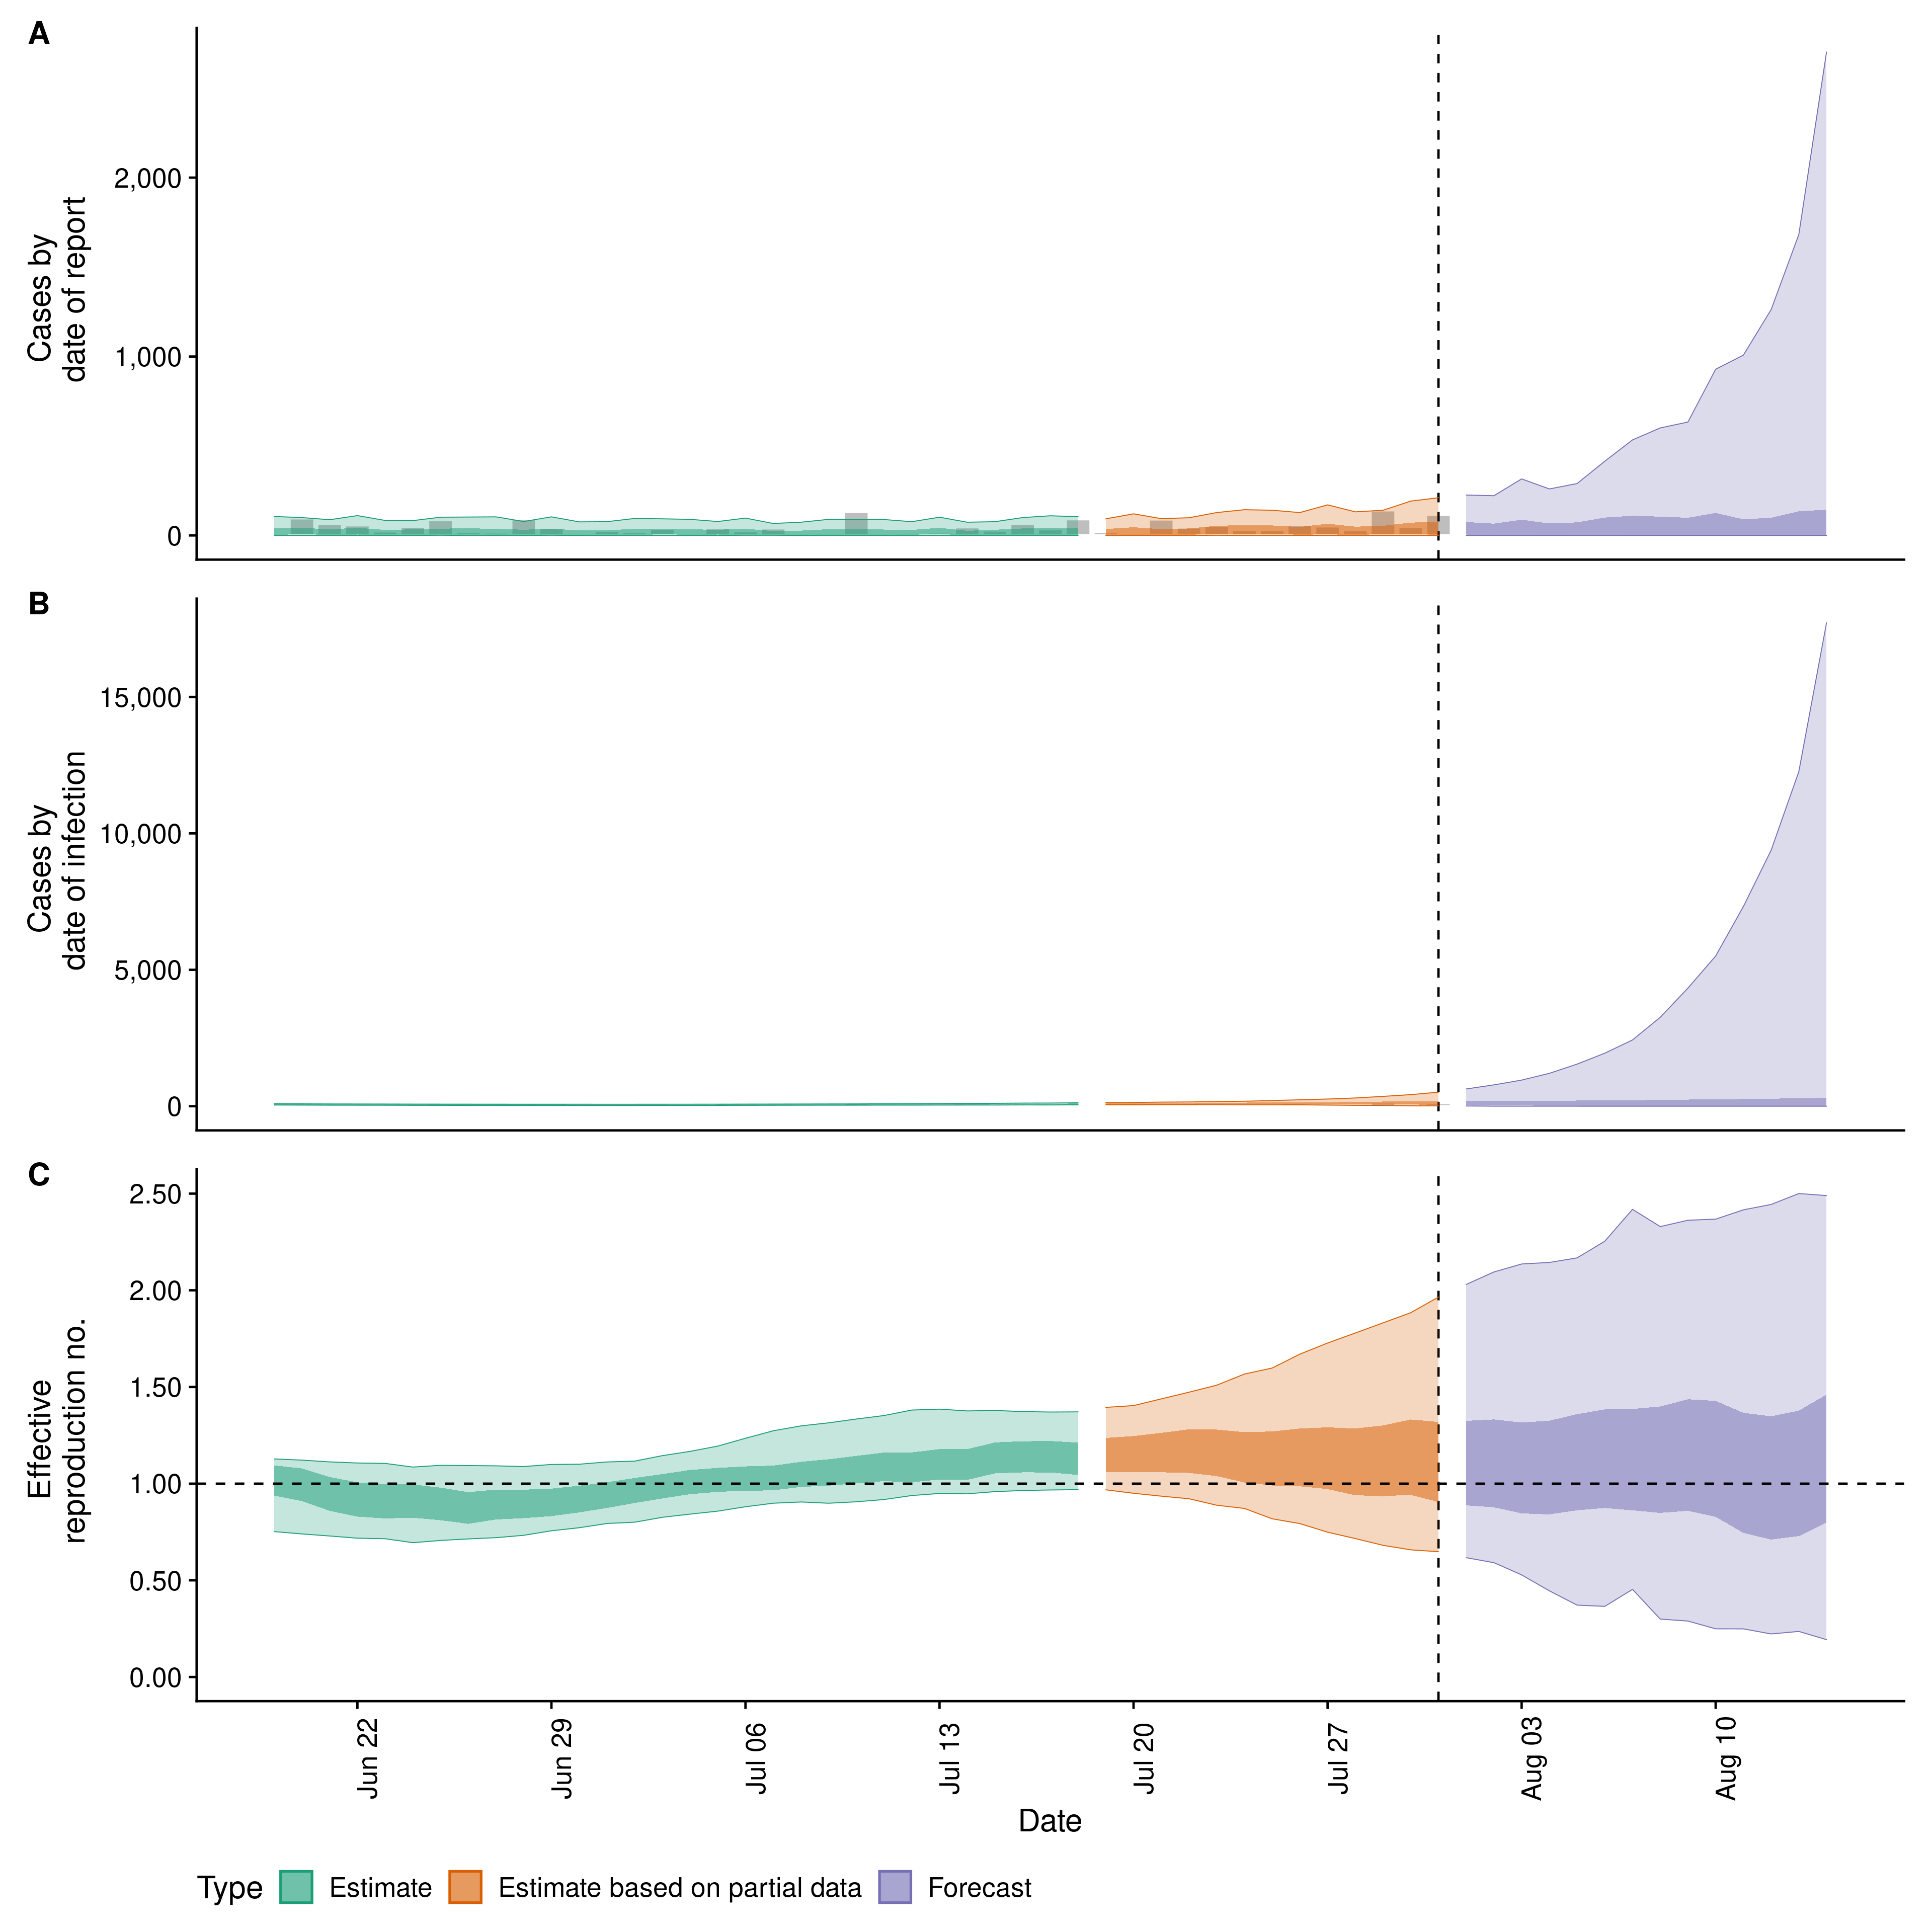 A
Cases by
date of report
2,000
1,000
0
B
Cases by
date of infection
15,000
10,000
5,000
0
C
Effective
reproduction no.
2.50
2.00
1.50
1.00
0.50
0.00
Jun 22
Jun 29
Jul 06
Jul 13
Jul 20
Jul 27
Aug 03
Aug 10
Date
Type Estimate Estimate based on partial data Forecast